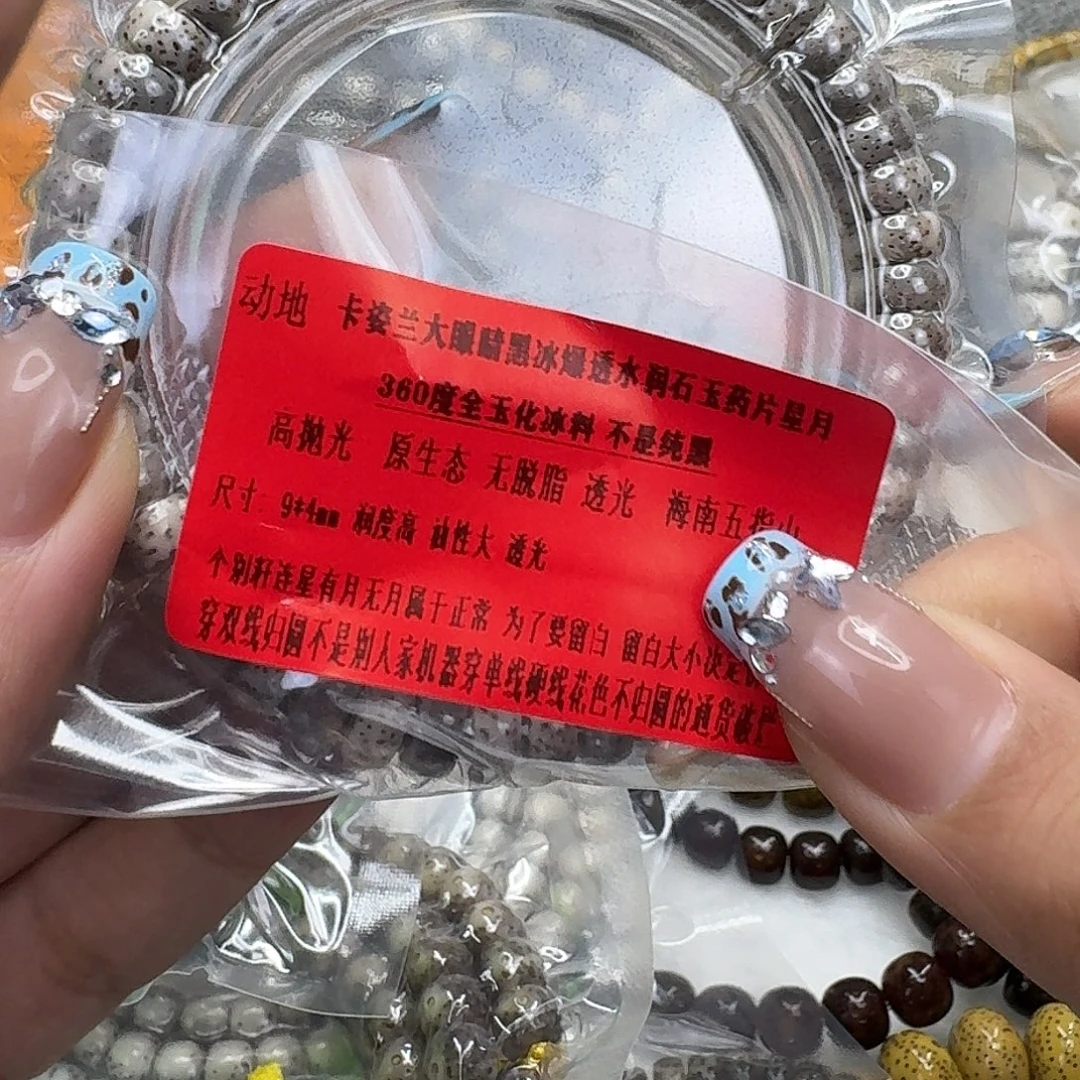 动地 卡姿兰大眼暗黑冰爆透水润石玉药片星月
360度全玉化冰料 不是纯黑
高抛光 原生态 无脱脂 透光 海南五指山
尺寸: 9*4mm 润度高 油性大 透光
个别籽连星有月无月属于正常 为了要留白 留白大小决定
穿双线归圆不是别人家机器穿单线硬线花色不归圆的通货